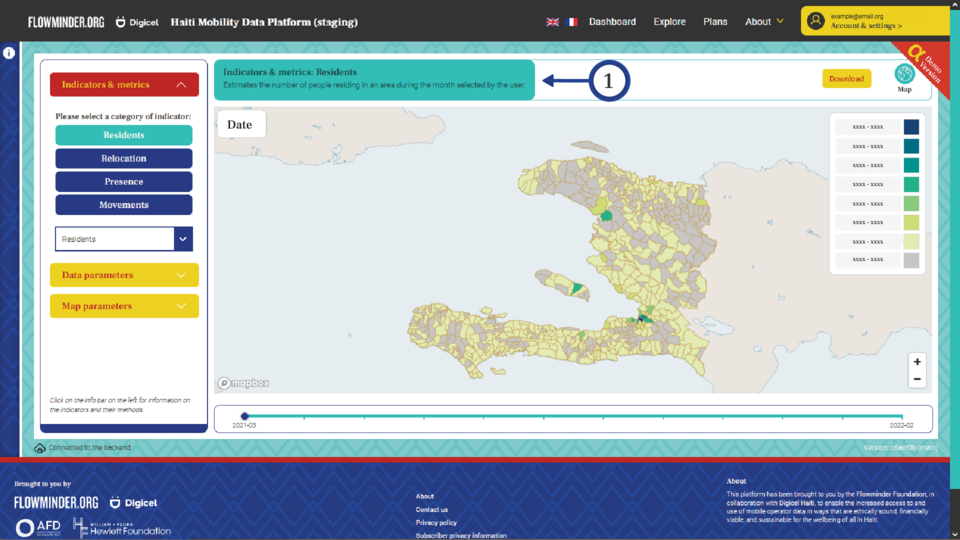 FLOWMINDER.ORG Digicel Haiti Mobility Data Platform (staging)
Dashboard Explore Plans About
example@email.org
Account & settings >
α Demo
Version
Indicators & metrics
Please select a category of indicator:
Residents
Relocation
Presence
Movements
Residents
Data parameters
Map parameters
Click on the info bar on the left for information
on the indicators and their methods.
Indicators & metrics: Residents
Estimates the number of people residing in an area during the month selected by the user.
1
Download
Map
Date
xxxx - xxxx
xxxx - xxxx
xxxx - xxxx
xxxx - xxxx
xxxx - xxxx
xxxx - xxxx
xxxx - xxxx
xxxx - xxxx
+
−
mapbox
2021-03 2022-02
Connected to the backend
(main)
Brought to you by
FLOWMINDER.ORG Digicel
AFD
WILLIAM + FLORA
Hewlett Foundation
About
Contact us
Privacy policy
Subscriber privacy information
About
This platform has been brought to you by the Flowminder Foundation, in
collaboration with Digicel Haiti, to enable the increased access to and
use of mobile operator data in ways that are ethically sound, financially
viable, and sustainable for the wellbeing of all in Haiti.